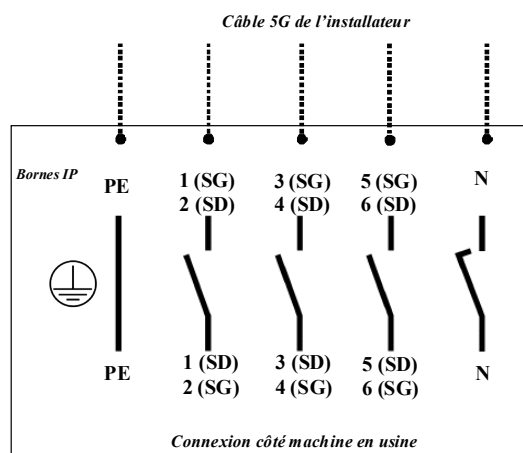 Câble 5G de l'installateur
Bornes IP
PE 1 (SG) 3 (SG) 5 (SG) N
2 (SD) 4 (SD) 6 (SD)
1 (SD) 3 (SD) 5 (SD)
PE 2 (SG) 4 (SG) 6 (SG) N
Connexion côté machine en usine